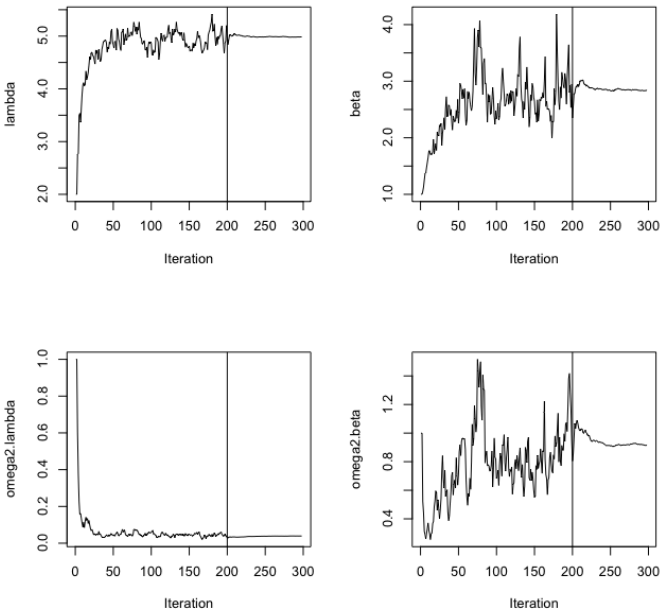 lambda
2.0 3.0 4.0 5.0
0 50 100 150 200 250 300
Iteration
beta
1.0 2.0 3.0 4.0
0 50 100 150 200 250 300
Iteration
omega2.lambda
0.0 0.2 0.4 0.6 0.8 1.0
0 50 100 150 200 250 300
Iteration
omega2.beta
0.4 0.8 1.2
0 50 100 150 200 250 300
Iteration